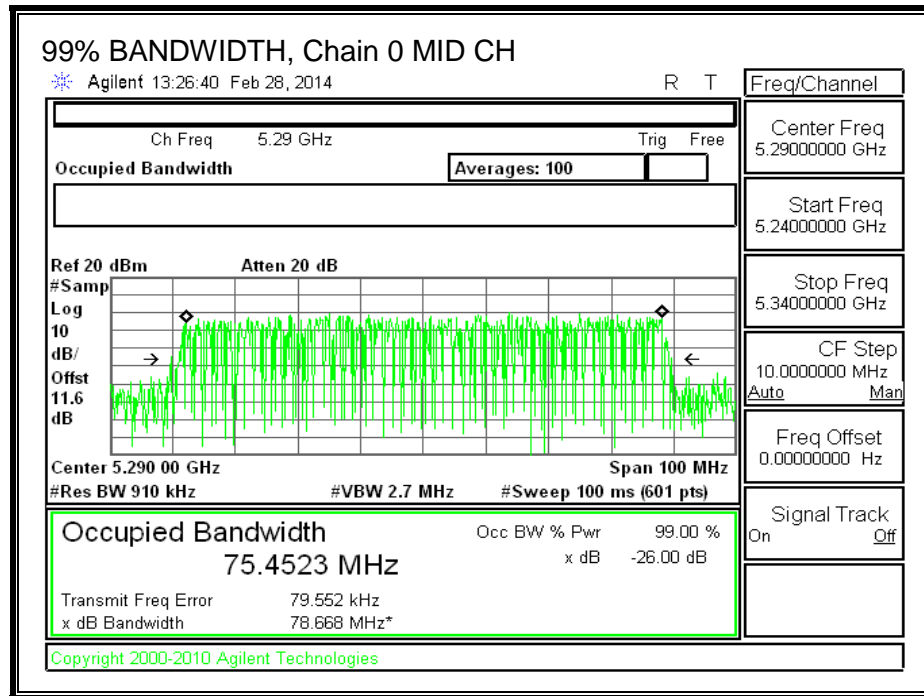 99% BANDWIDTH, Chain 0 MID CH
Agilent 13:26:40 Feb 28, 2014 R T
Ch Freq 5.29 GHz Trig Free
Occupied Bandwidth Averages: 100
Ref 20 dBm Atten 20 dB
#Samp
Log
10
dB/
Offst
11.6
dB
Center 5.290 00 GHz Span 100 MHz
#Res BW 910 kHz #VBW 2.7 MHz #Sweep 100 ms (601 pts)
Occupied Bandwidth Occ BW % Pwr 99.00 %
75.4523 MHz x dB -26.00 dB
Transmit Freq Error 79.552 kHz
x dB Bandwidth 78.668 MHz*
Copyright 2000-2010 Agilent Technologies
Freq/Channel
Center Freq
5.29000000 GHz
Start Freq
5.24000000 GHz
Stop Freq
5.34000000 GHz
CF Step
10.0000000 MHz
Auto Man
Freq Offset
0.00000000 Hz
Signal Track
On Off